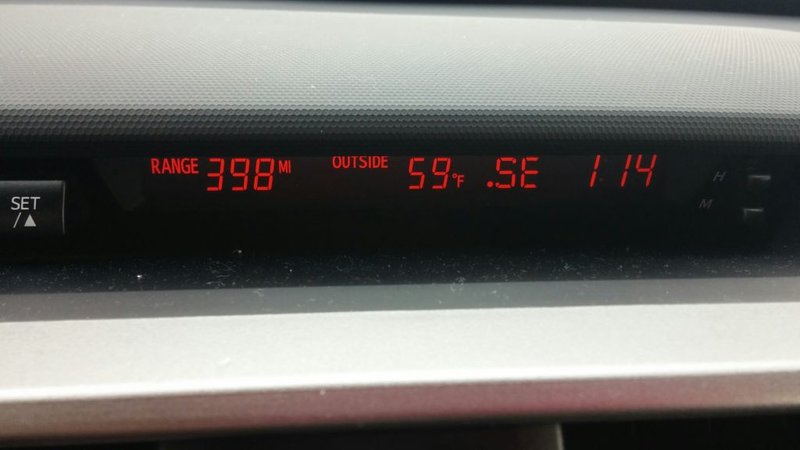 RANGE 398 MI OUTSIDE 59°F .SE 1 14
SET
/▲
H
M